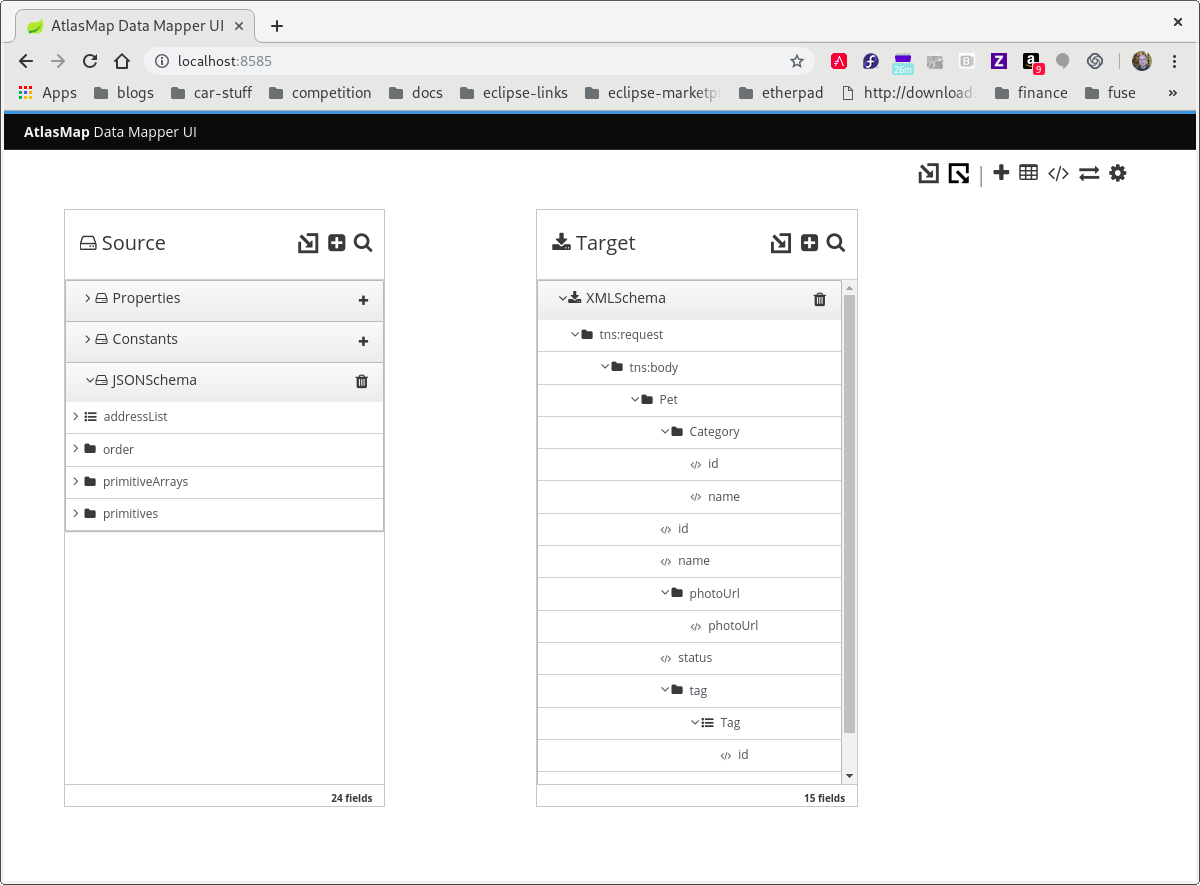 AtlasMap Data Mapper UI
localhost:8585
26m
9
Apps blogs car-stuff competition docs eclipse-links eclipse-marketpl etherpad http://download. finance fuse »
AtlasMap Data Mapper UI
Source
Properties
Constants
JSONSchema
addressList
order
primitiveArrays
primitives
24 fields
Target
XMLSchema
tns:request
tns:body
Pet
Category
id
name
id
name
photoUrl
photoUrl
status
tag
Tag
id
15 fields